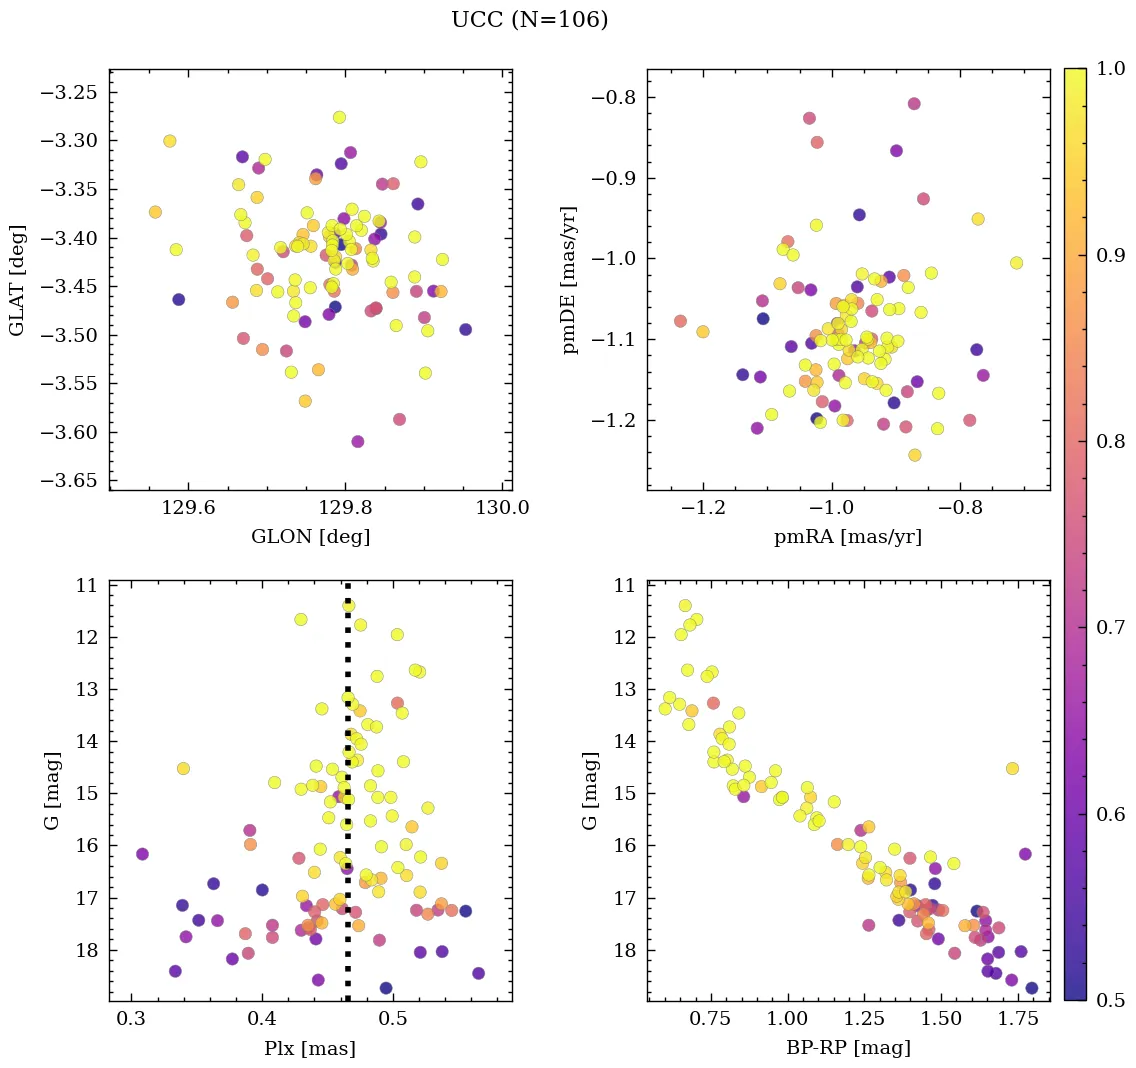 UCC (N=106)
−3.25
−3.30
−3.35
−3.40
−3.45
−3.50
−3.55
−3.60
−3.65
GLAT [deg]
129.6 129.8 130.0
GLON [deg]
−0.8
−0.9
−1.0
−1.1
−1.2
pmDE [mas/yr]
−1.2 −1.0 −0.8
pmRA [mas/yr]
11
12
13
14
15
16
17
18
G [mag]
0.3 0.4 0.5
Plx [mas]
11
12
13
14
15
16
17
18
G [mag]
0.75 1.00 1.25 1.50 1.75
BP-RP [mag]
1.0
0.9
0.8
0.7
0.6
0.5